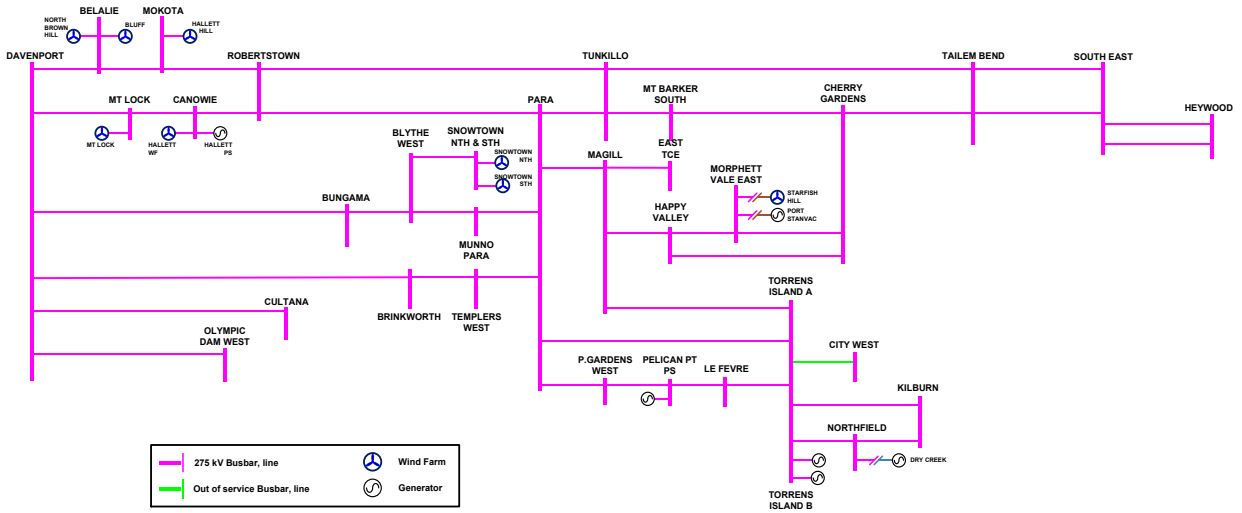 BELALIE
MOKOTA
NORTH
BROWN
HILL
BLUFF
HALLETT
HILL
DAVENPORT
ROBERTSTOWN
TUNKILLO
TAILEM BEND
SOUTH EAST
MT LOCK
CANOWIE
PARA
MT BARKER
SOUTH
CHERRY
GARDENS
HEYWOOD
MT LOCK
HALLETT
WF
HALLETT
PS
BLYTHE
WEST
SNOWTOWN
NTH & STH
SNOWTOWN
NTH
SNOWTOWN
STH
MAGILL
EAST
TCE
MORPHETT
VALE EAST
STARFISH
HILL
PORT
STANVAC
BUNGAMA
HAPPY
VALLEY
MUNNO
PARA
TORRENS
ISLAND A
CULTANA
BRINKWORTH
TEMPLERS
WEST
OLYMPIC
DAM WEST
CITY WEST
P.GARDENS
WEST
PELICAN PT
PS
LE FEVRE
KILBURN
NORTHFIELD
DRY CREEK
TORRENS
ISLAND B
275 kV Busbar, line
Wind Farm
Out of service Busbar, line
Generator